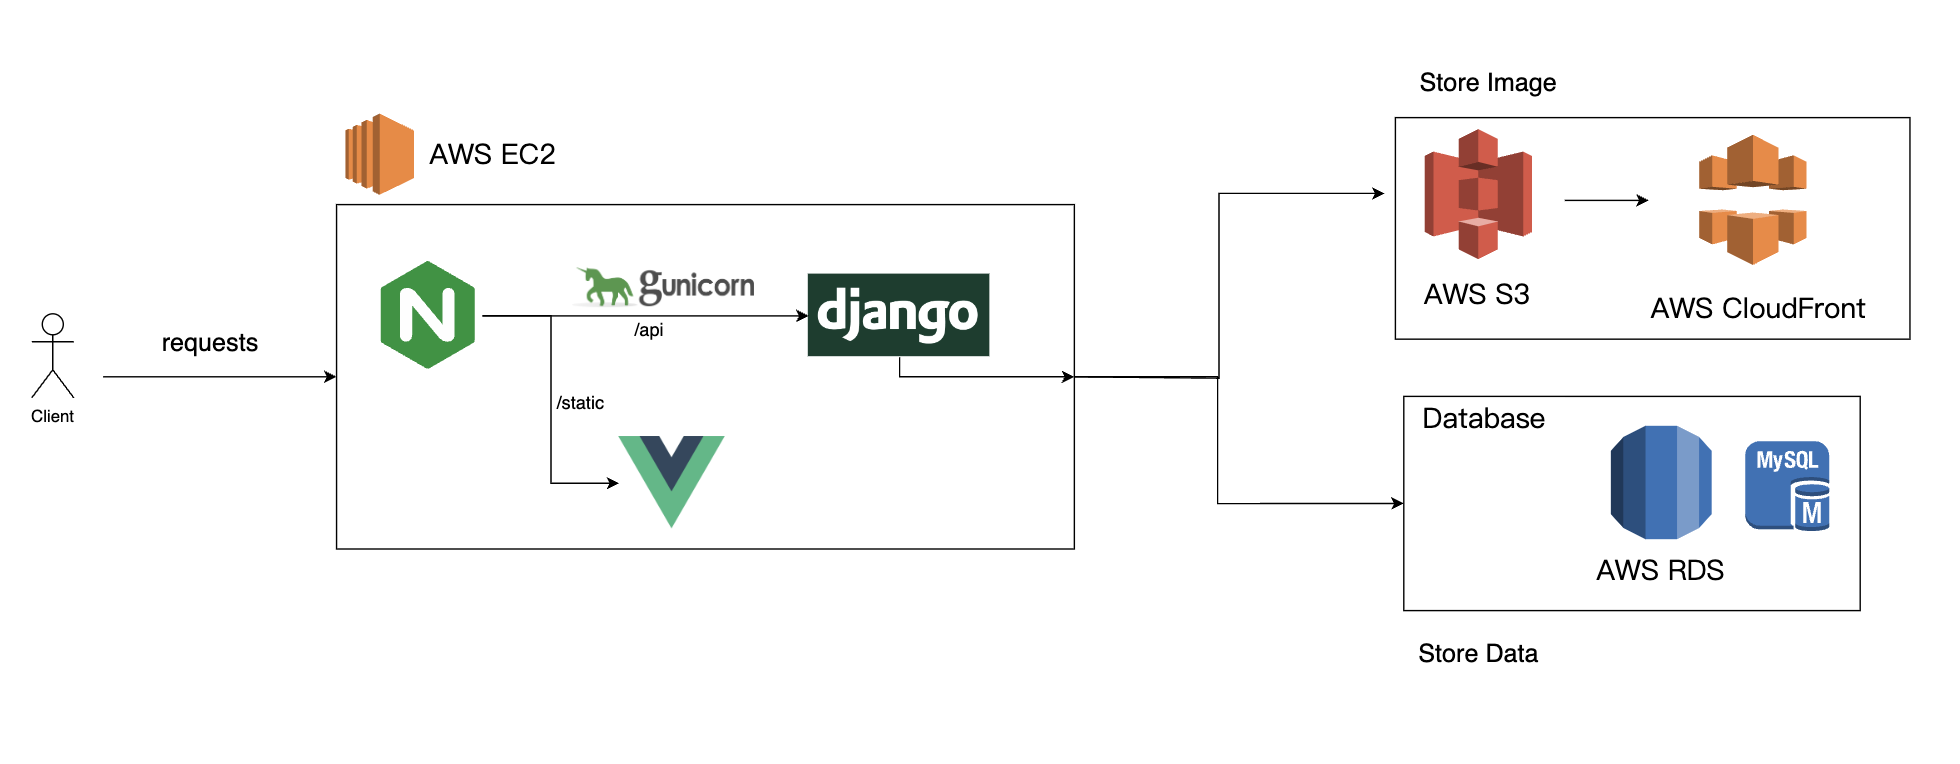 Store Image
AWS EC2
AWS S3
AWS CloudFront
N
gunicorn
/api
django
requests
Client
/static
Database
MySQL
M
AWS RDS
Store Data